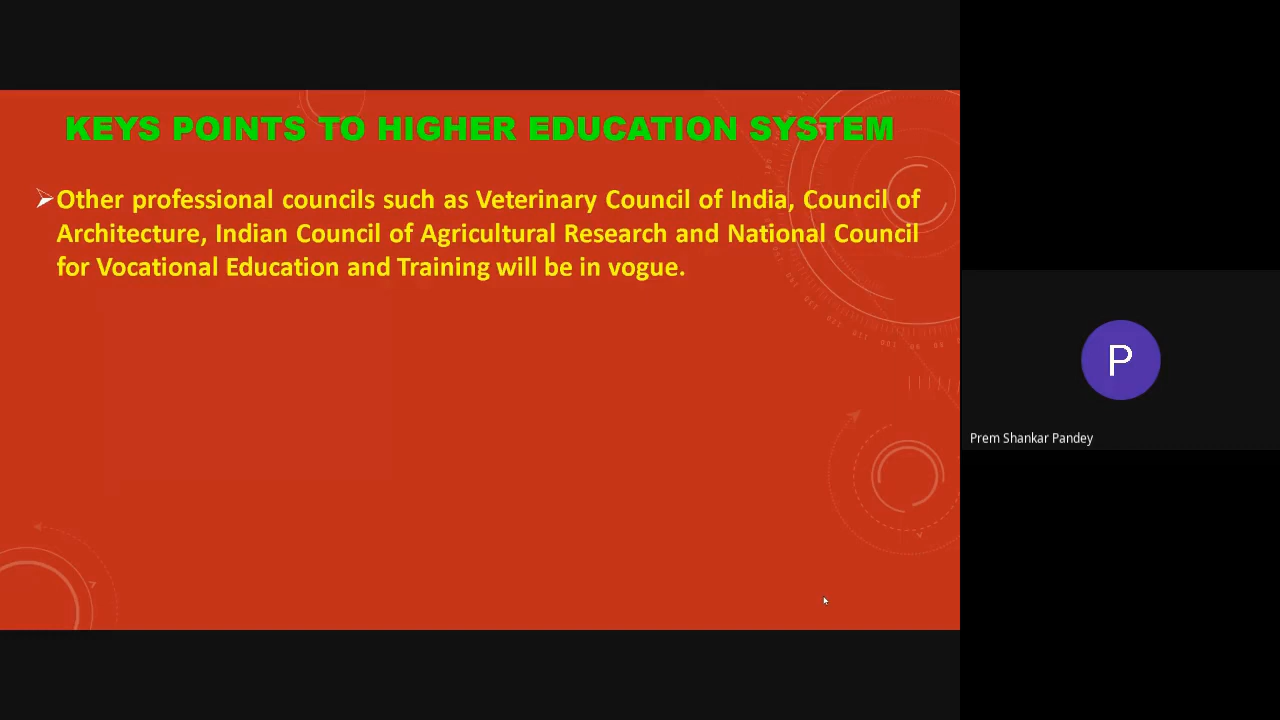 KEYS POINTS TO HIGHER EDUCATION SYSTEM
Other professional councils such as Veterinary Council of India, Council of
Architecture, Indian Council of Agricultural Research and National Council
for Vocational Education and Training will be in vogue.
P
Prem Shankar Pandey